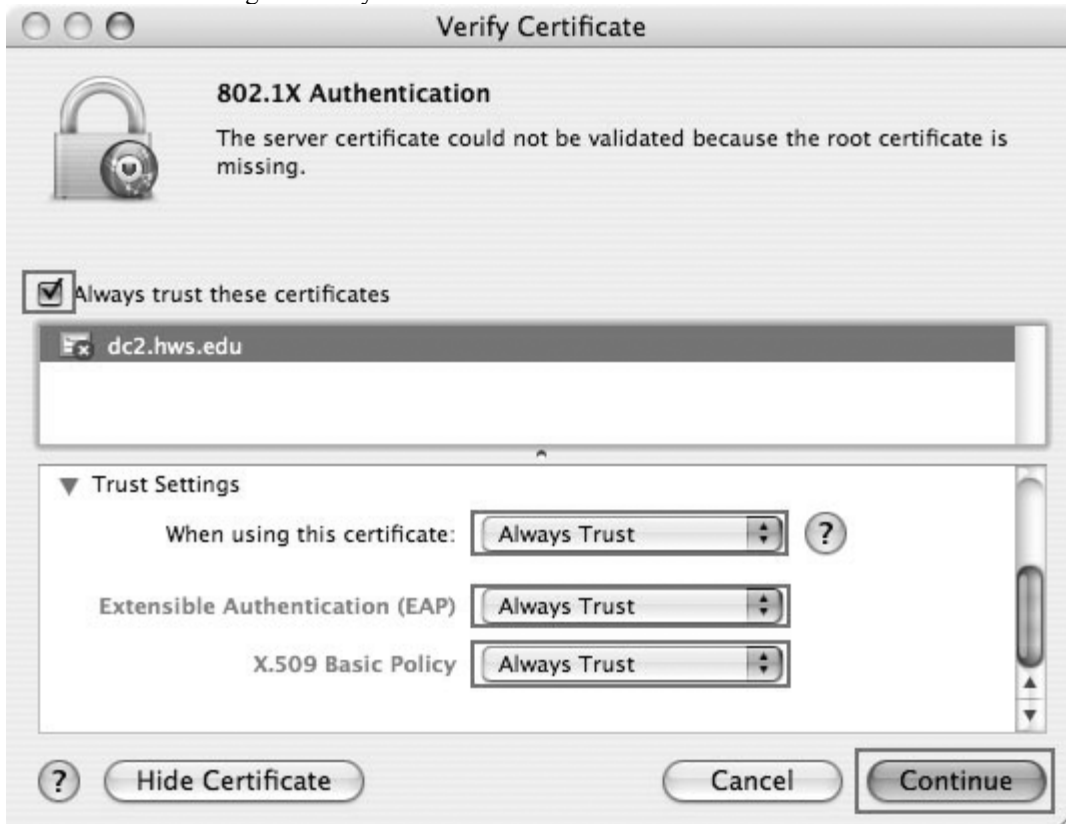 Verify Certificate
802.1X Authentication
The server certificate could not be validated because the root certificate is
missing.
Always trust these certificates
dc2.hws.edu
Trust Settings
When using this certificate: Always Trust ?
Extensible Authentication (EAP) Always Trust
X.509 Basic Policy Always Trust
? Hide Certificate Cancel Continue